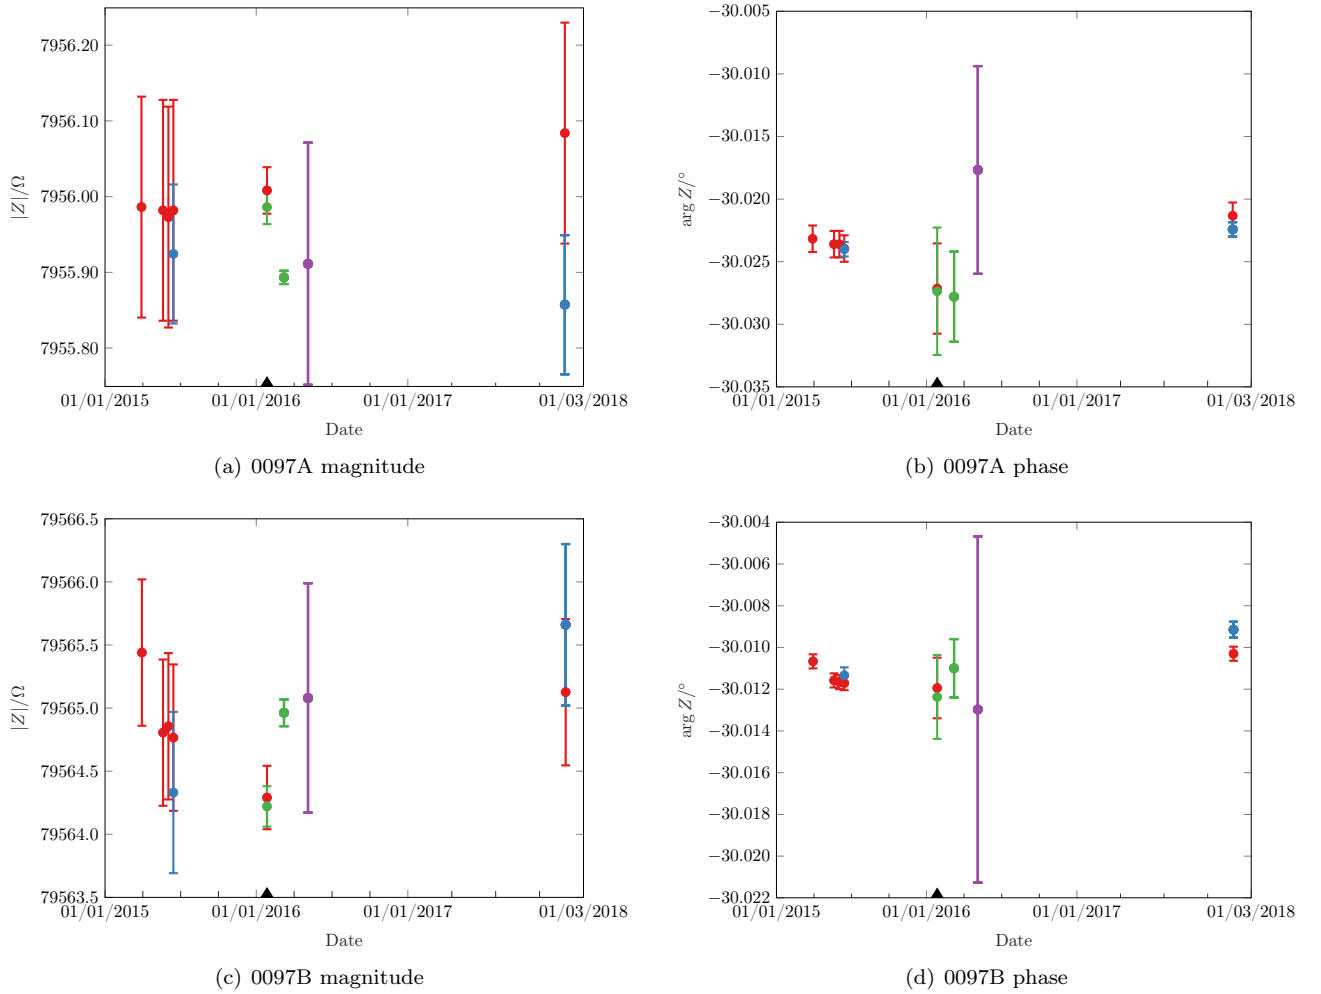 7956.20
7956.10
7956.00
7955.90
7955.80
|Z|/Ω
01/01/2015 01/01/2016 01/01/2017 01/03/2018
Date
(a) 0097A magnitude
−30.005
−30.010
−30.015
−30.020
−30.025
−30.030
−30.035
arg Z/°
01/01/2015 01/01/2016 01/01/2017 01/03/2018
Date
(b) 0097A phase
79566.5
79566.0
79565.5
79565.0
79564.5
79564.0
79563.5
|Z|/Ω
01/01/2015 01/01/2016 01/01/2017 01/03/2018
Date
(c) 0097B magnitude
−30.004
−30.006
−30.008
−30.010
−30.012
−30.014
−30.016
−30.018
−30.020
−30.022
arg Z/°
01/01/2015 01/01/2016 01/01/2017 01/03/2018
Date
(d) 0097B phase